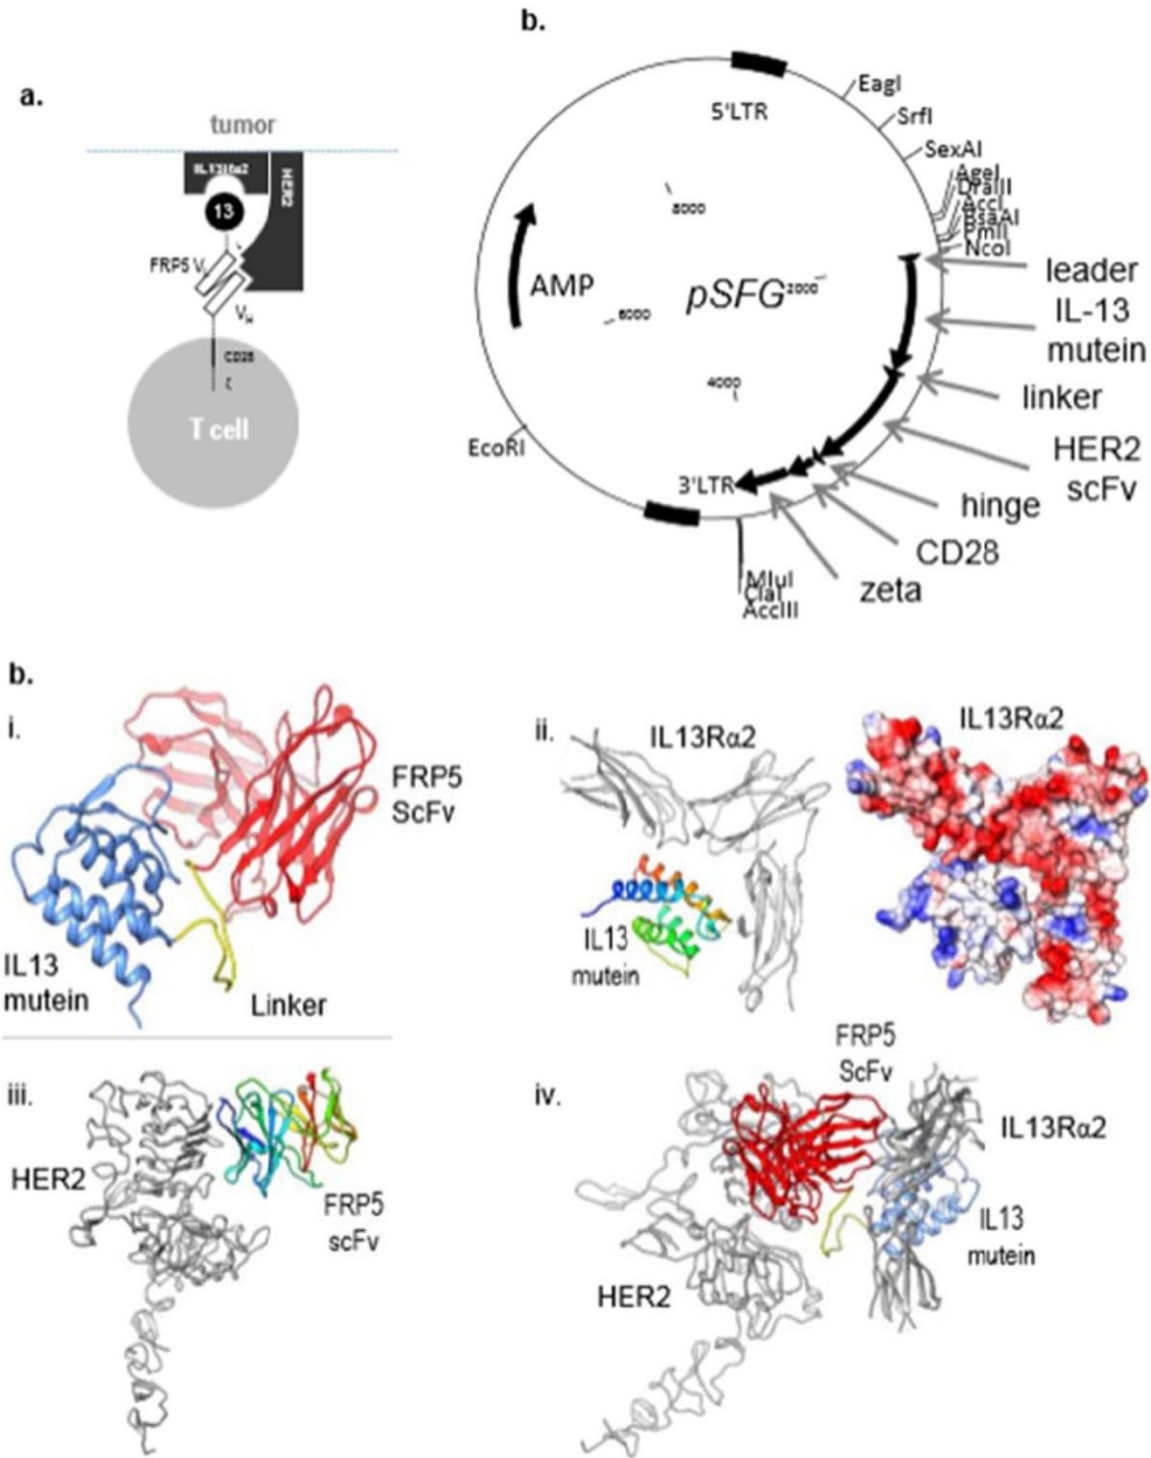 a.
tumor
IL13Rα2
HER2
13
FRP5 V
L
V
H
CD28
ζ
T cell
b.
5'LTR
EagI
SrfI
SexAI
AgeI
DraIII
AccI
BsaAI
PmlI
NcoI
8000
AMP
pSFG
2000
6000
4000
EcoRI
3'LTR
MluI
ClaI
AccIII
leader
IL-13
mutein
linker
HER2
scFv
hinge
CD28
zeta
b.
i.
FRP5
ScFv
IL13
mutein
Linker
ii.
IL13Rα2
IL13
mutein
IL13Rα2
iii.
HER2
FRP5
scFv
iv.
FRP5
ScFv
IL13Rα2
IL13
mutein
HER2